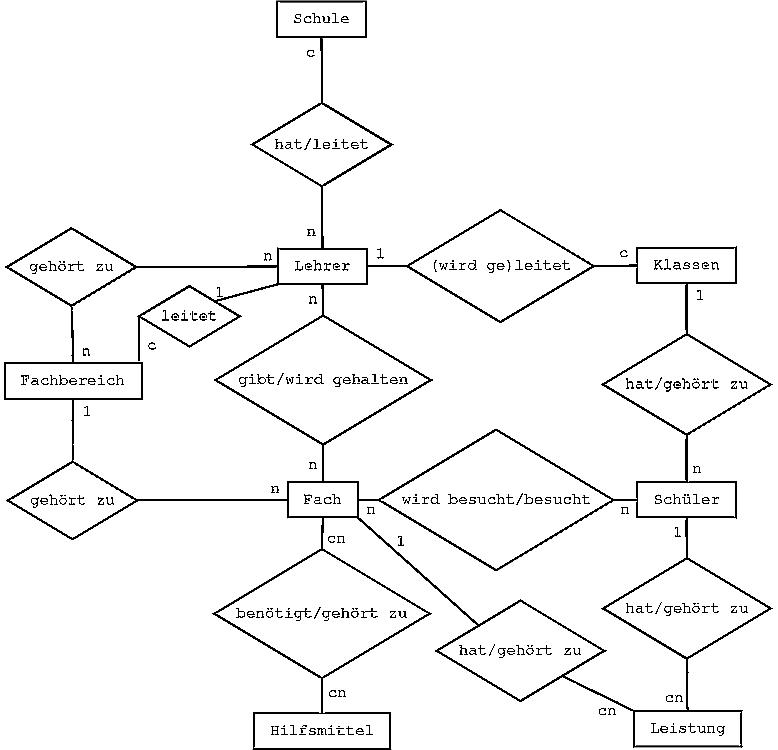 Schule
c
hat/leitet
n
gehört zu
n
Lehrer
1
(wird ge)leitet
c
Klassen
1
leitet
n
1
c
n
Fachbereich
1
gibt/wird gehalten
hat/gehört zu
n
n
gehört zu
n
Fach
n
wird besucht/besucht
n
Schüler
cn
1
1
benötigt/gehört zu
hat/gehört zu
hat/gehört zu
cn
cn
cn
Hilfsmittel
Leistung